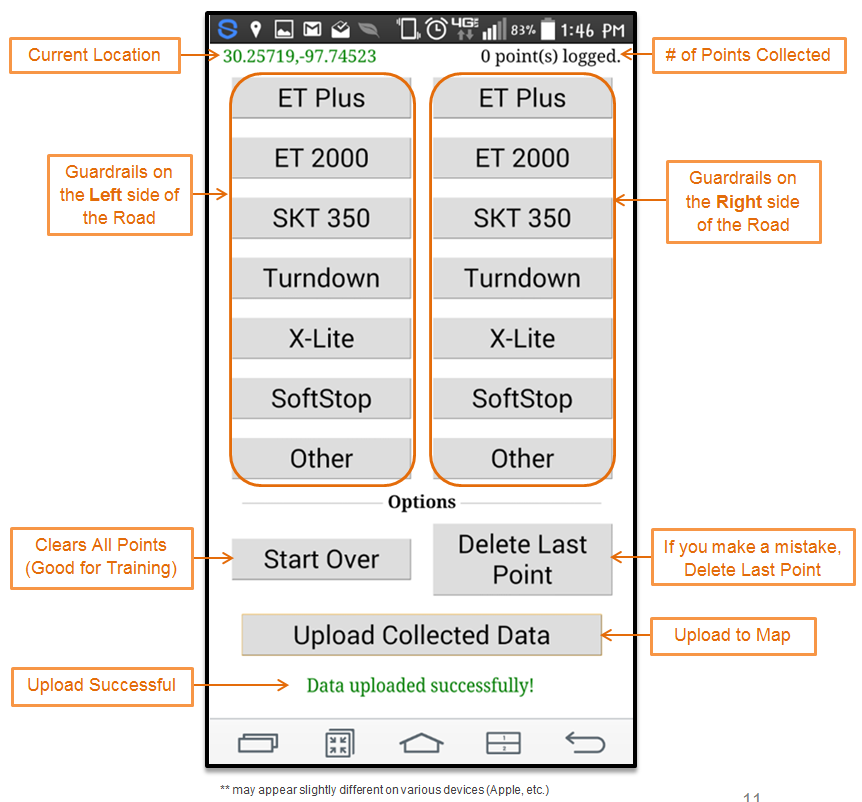 4GE 83% 1:46 PM
Current Location
30.25719,-97.74523
0 point(s) logged.
# of Points Collected
ET Plus
ET Plus
ET 2000
ET 2000
Guardrails on
the Left side of
the Road
Guardrails on
the Right side
of the Road
SKT 350
SKT 350
Turndown
Turndown
X-Lite
X-Lite
SoftStop
SoftStop
Other
Other
Options
Clears All Points
(Good for Training)
Start Over
Delete Last
Point
If you make a mistake,
Delete Last Point
Upload Collected Data
Upload to Map
Upload Successful
Data uploaded successfully!
** may appear slightly different on various devices (Apple, etc.)
11